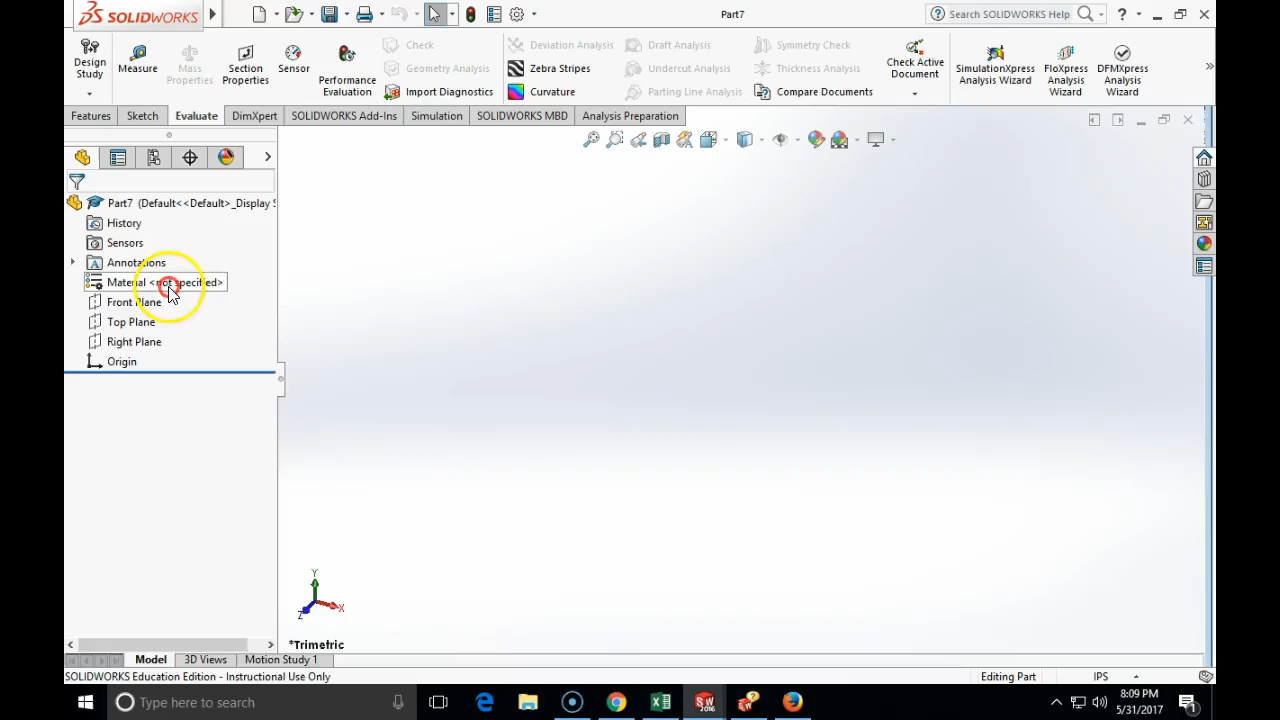 SOLIDWORKS
Part7
Search SOLIDWORKS Help
?
Design Study
Measure
Mass Properties
Section Properties
Sensor
Performance Evaluation
Check
Geometry Analysis
Import Diagnostics
Deviation Analysis
Zebra Stripes
Curvature
Draft Analysis
Undercut Analysis
Parting Line Analysis
Symmetry Check
Thickness Analysis
Compare Documents
Check Active Document
SimulationXpress Analysis Wizard
FloXpress Analysis Wizard
DFMXpress Analysis Wizard
Features
Sketch
Evaluate
DimXpert
SOLIDWORKS Add-Ins
Simulation
SOLIDWORKS MBD
Analysis Preparation
Part7 (Default<<Default>_Display S
History
Sensors
Annotations
Material <not specified>
Front Plane
Top Plane
Right Plane
Origin
Y
X
Z
*Trimetric
Model
3D Views
Motion Study 1
SOLIDWORKS Education Edition - Instructional Use Only
Editing Part
IPS
Type here to search
8:09 PM
5/31/2017